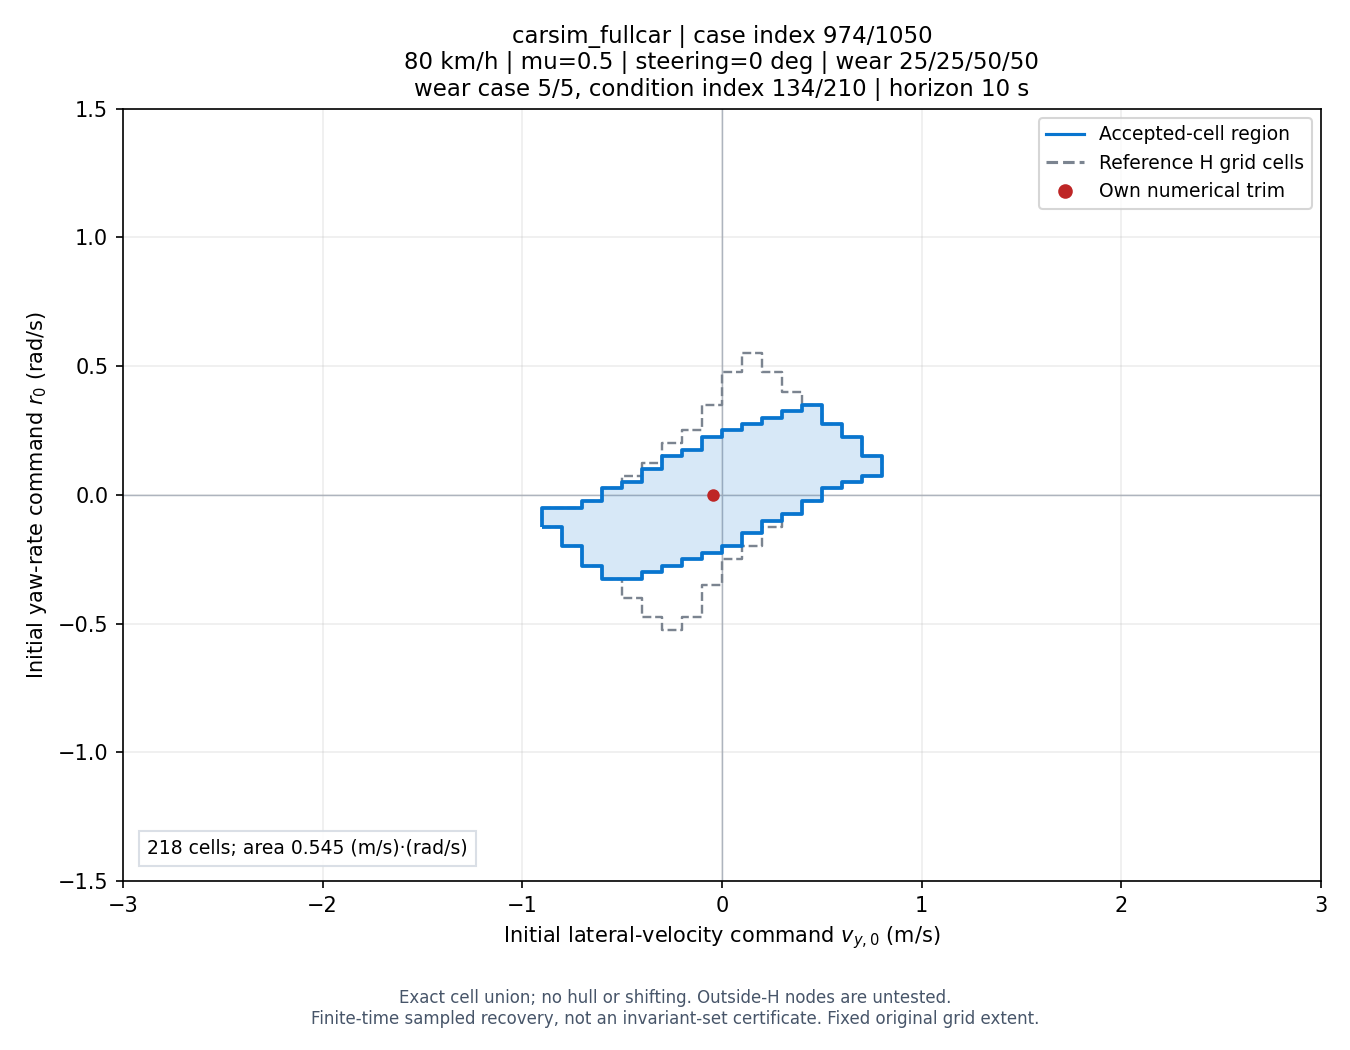 carsim_fullcar | case index 974/1050
80 km/h | mu=0.5 | steering=0 deg | wear 25/25/50/50
wear case 5/5, condition index 134/210 | horizon 10 s
Accepted-cell region
Reference H grid cells
Own numerical trim
1.5
1.0
0.5
0.0
−0.5
−1.0
−1.5
Initial yaw-rate command r0 (rad/s)
218 cells; area 0.545 (m/s)·(rad/s)
−3
−2
−1
0
1
2
3
Initial lateral-velocity command vy,0 (m/s)
Exact cell union; no hull or shifting. Outside-H nodes are untested.
Finite-time sampled recovery, not an invariant-set certificate. Fixed original grid extent.